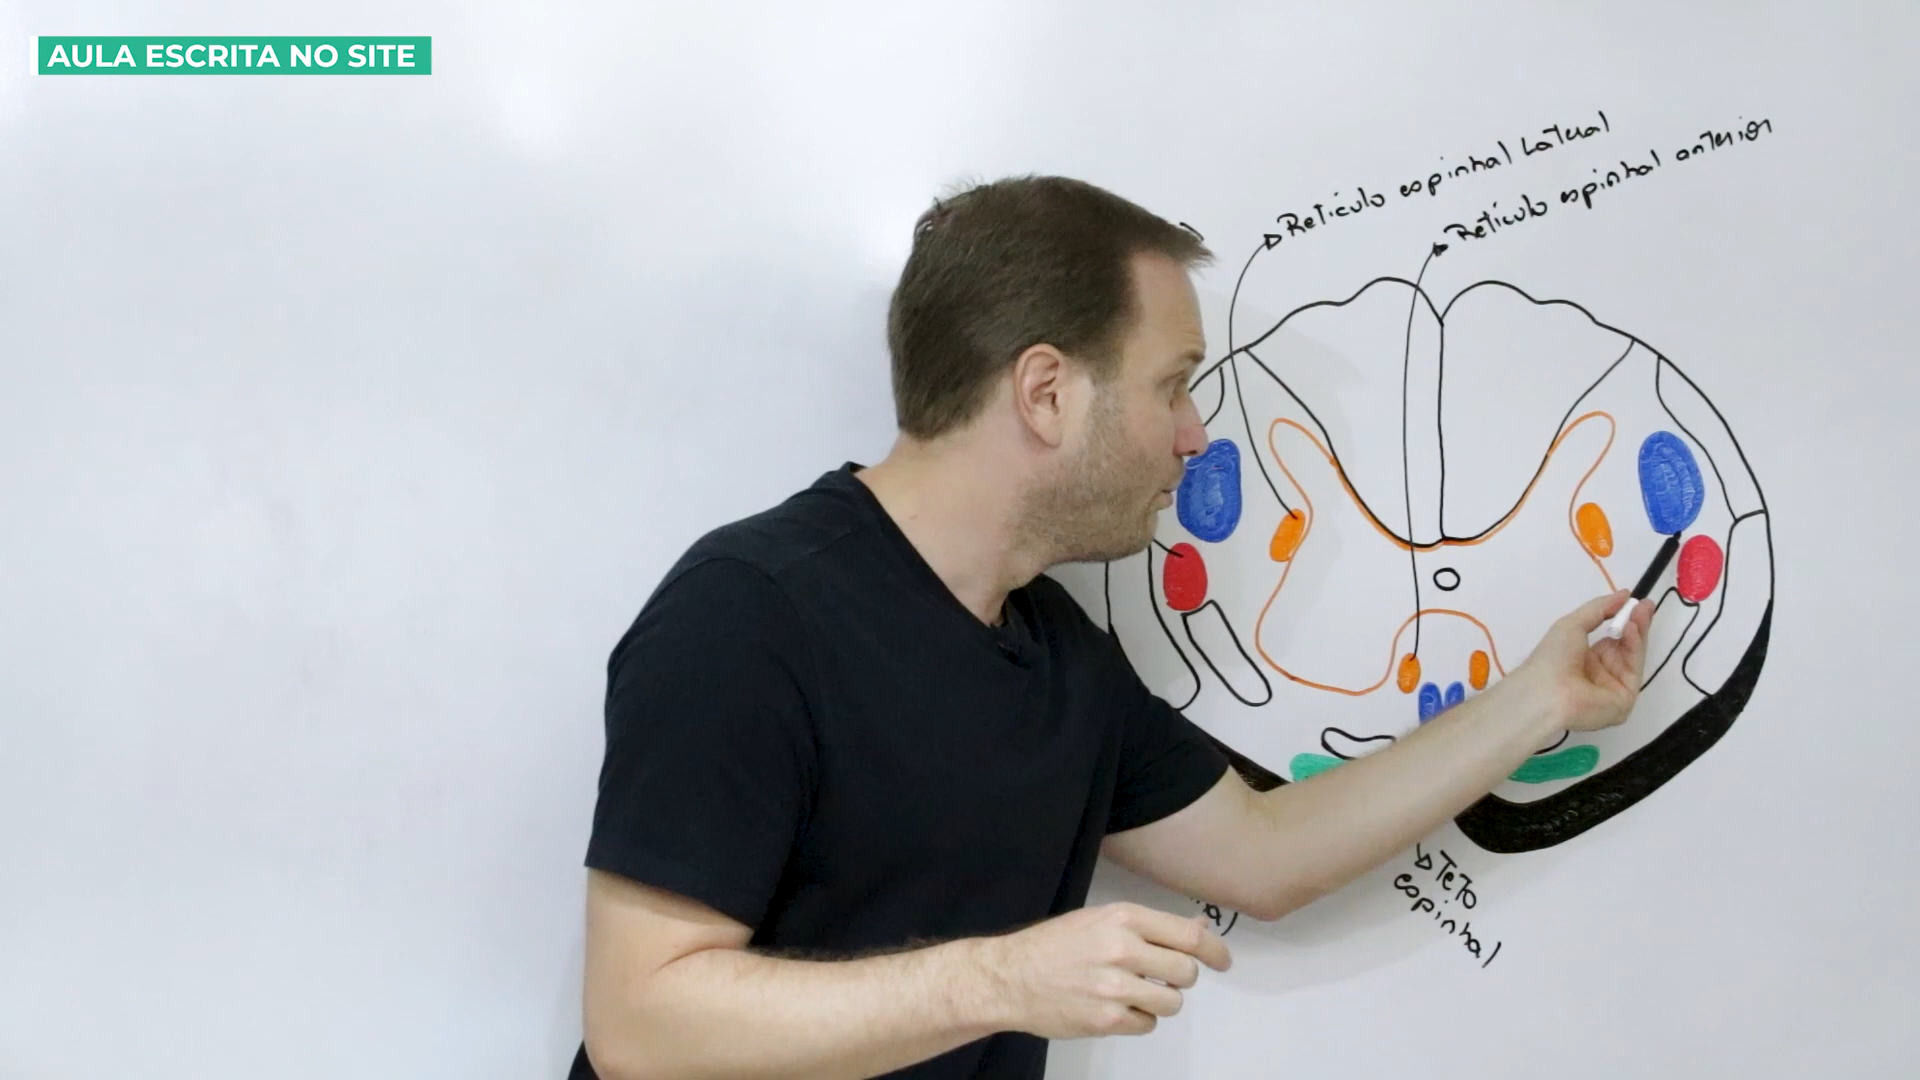 AULA ESCRITA NO SITE
Retículo espinhal Lateral
Retículo espinhal anterior
Teto
espinhal